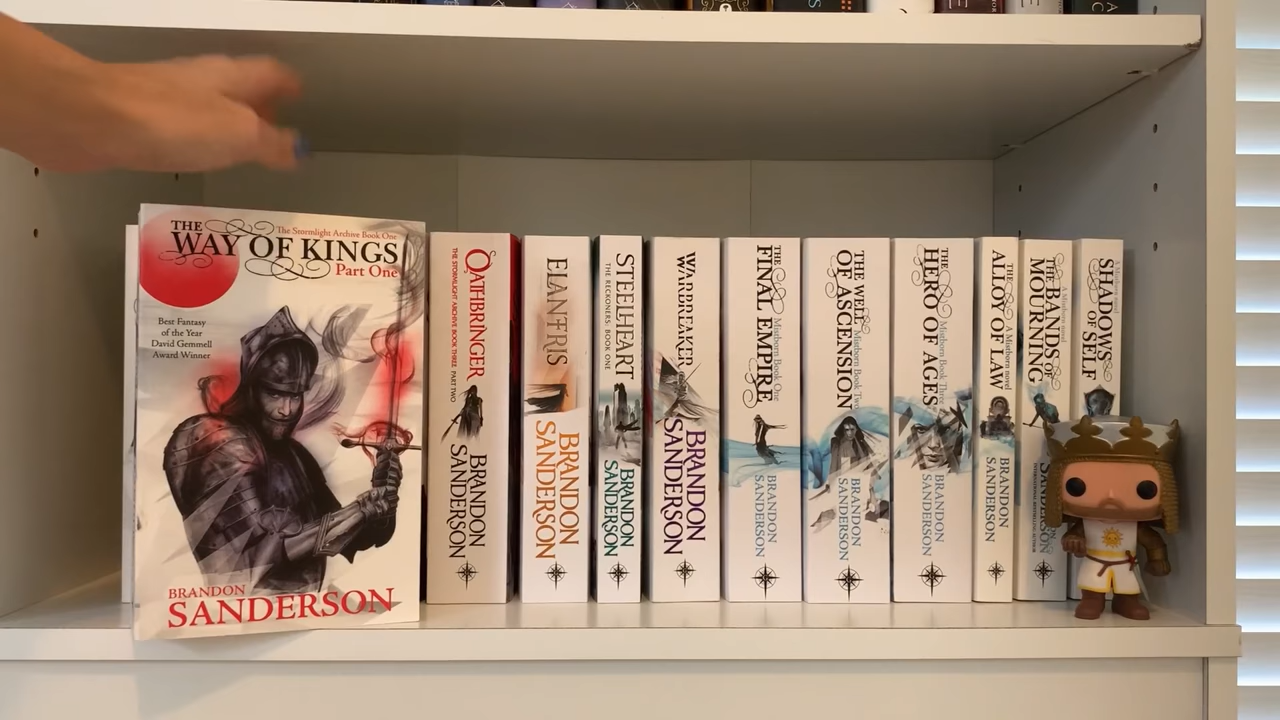 The Stormlight Archive Book One
THE
WAY OF KINGS
Part One
Best Fantasy
of the Year
David Gemmell
Award Winner
BRANDON
SANDERSON
OATHBRINGER
THE STORMLIGHT ARCHIVE BOOK THREE PART TWO
BRANDON
SANDERSON
ELANTRIS
BRANDON
SANDERSON
STEELHEART
THE RECKONERS: BOOK ONE
BRANDON
SANDERSON
WARBREAKER
BRANDON
SANDERSON
THE
FINAL EMPIRE
Mistborn Book One
BRANDON
SANDERSON
THE WELL
OF ASCENSION
Mistborn Book Two
BRANDON
SANDERSON
THE
HERO OF AGES
Mistborn Book Three
BRANDON
SANDERSON
THE
ALLOY OF LAW
A Mistborn novel
BRANDON
SANDERSON
THE BANDS OF
MOURNING
A Mistborn novel
SANDERSON
SHADOWS
OF SELF
A Mistborn novel